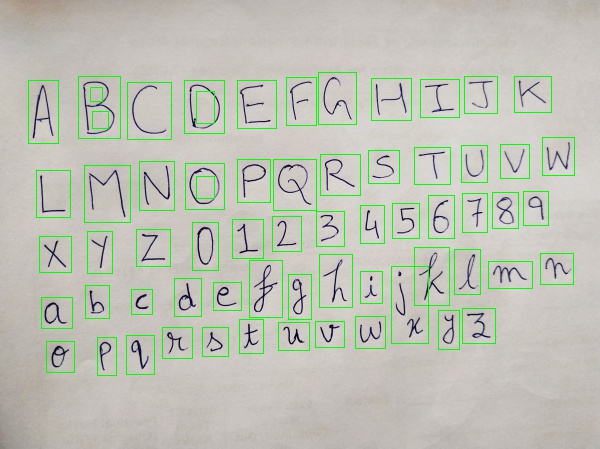 A B C D E F G H I J K
L M N O P Q R S T U V W
X Y Z 0 1 2 3 4 5 6 7 8 9
a b c d e f g h i j k l m n
o p q r s t u v w x y z